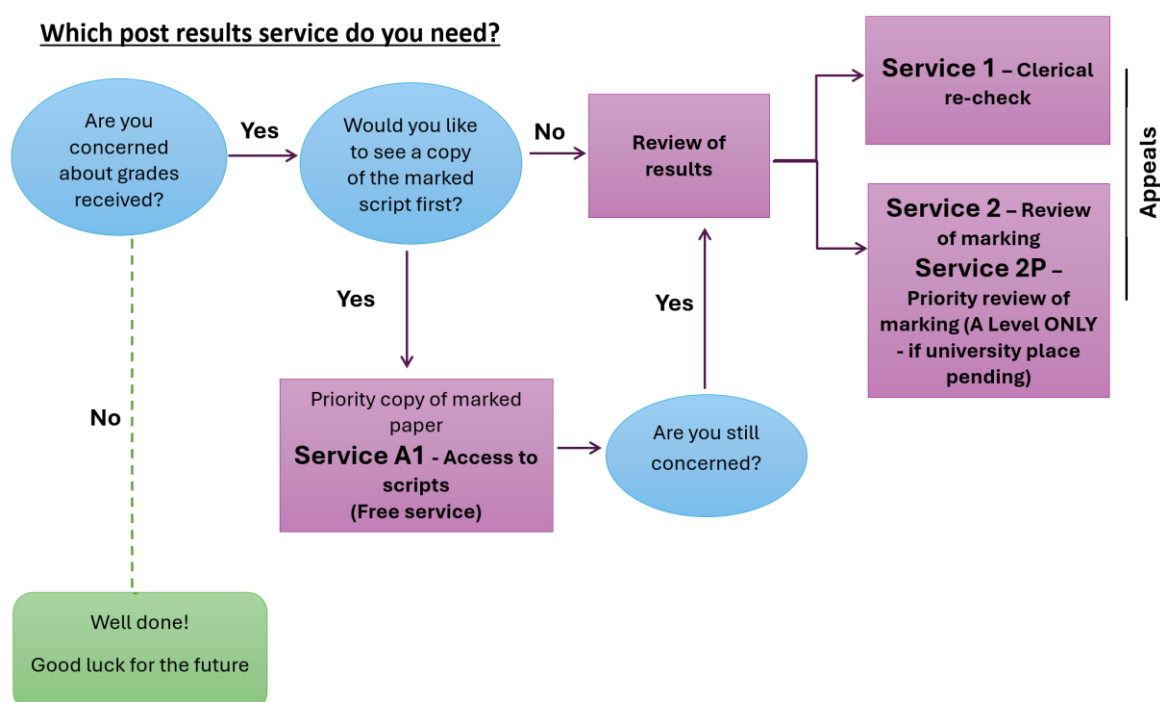 Which post results service do you need?
Are you
concerned
about grades
received?
Yes
Would you like
to see a copy
of the marked
script first?
No
Review of
results
Service 1 – Clerical
re-check
Service 2 – Review
of marking
Service 2P –
Priority review of
marking (A Level ONLY
- if university place
pending)
Appeals
Yes
Yes
No
Priority copy of marked
paper
Service A1 - Access to
scripts
(Free service)
Are you still
concerned?
Well done!
Good luck for the future